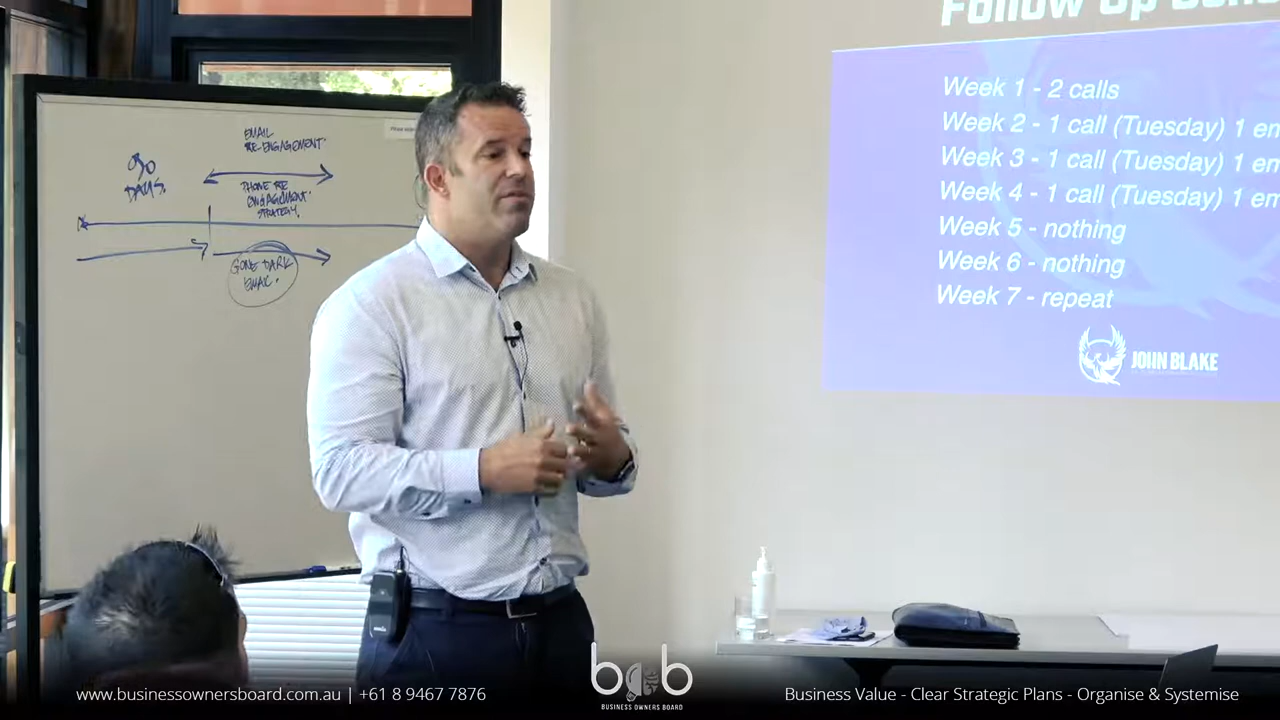 EMAIL
RE-ENGAGEMENT
90
DAYS.
PHONE RE
ENGAGEMENT
STRATEGY.
GONE DARK
EMAIL.
Follow Up
Week 1 - 2 calls
Week 2 - 1 call (Tuesday) 1 em
Week 3 - 1 call (Tuesday) 1 em
Week 4 - 1 call (Tuesday) 1 em
Week 5 - nothing
Week 6 - nothing
Week 7 - repeat
JOHN BLAKE
bob
BUSINESS OWNERS BOARD
www.businessownersboard.com.au | +61 8 9467 7876
Business Value - Clear Strategic Plans - Organise & Systemise